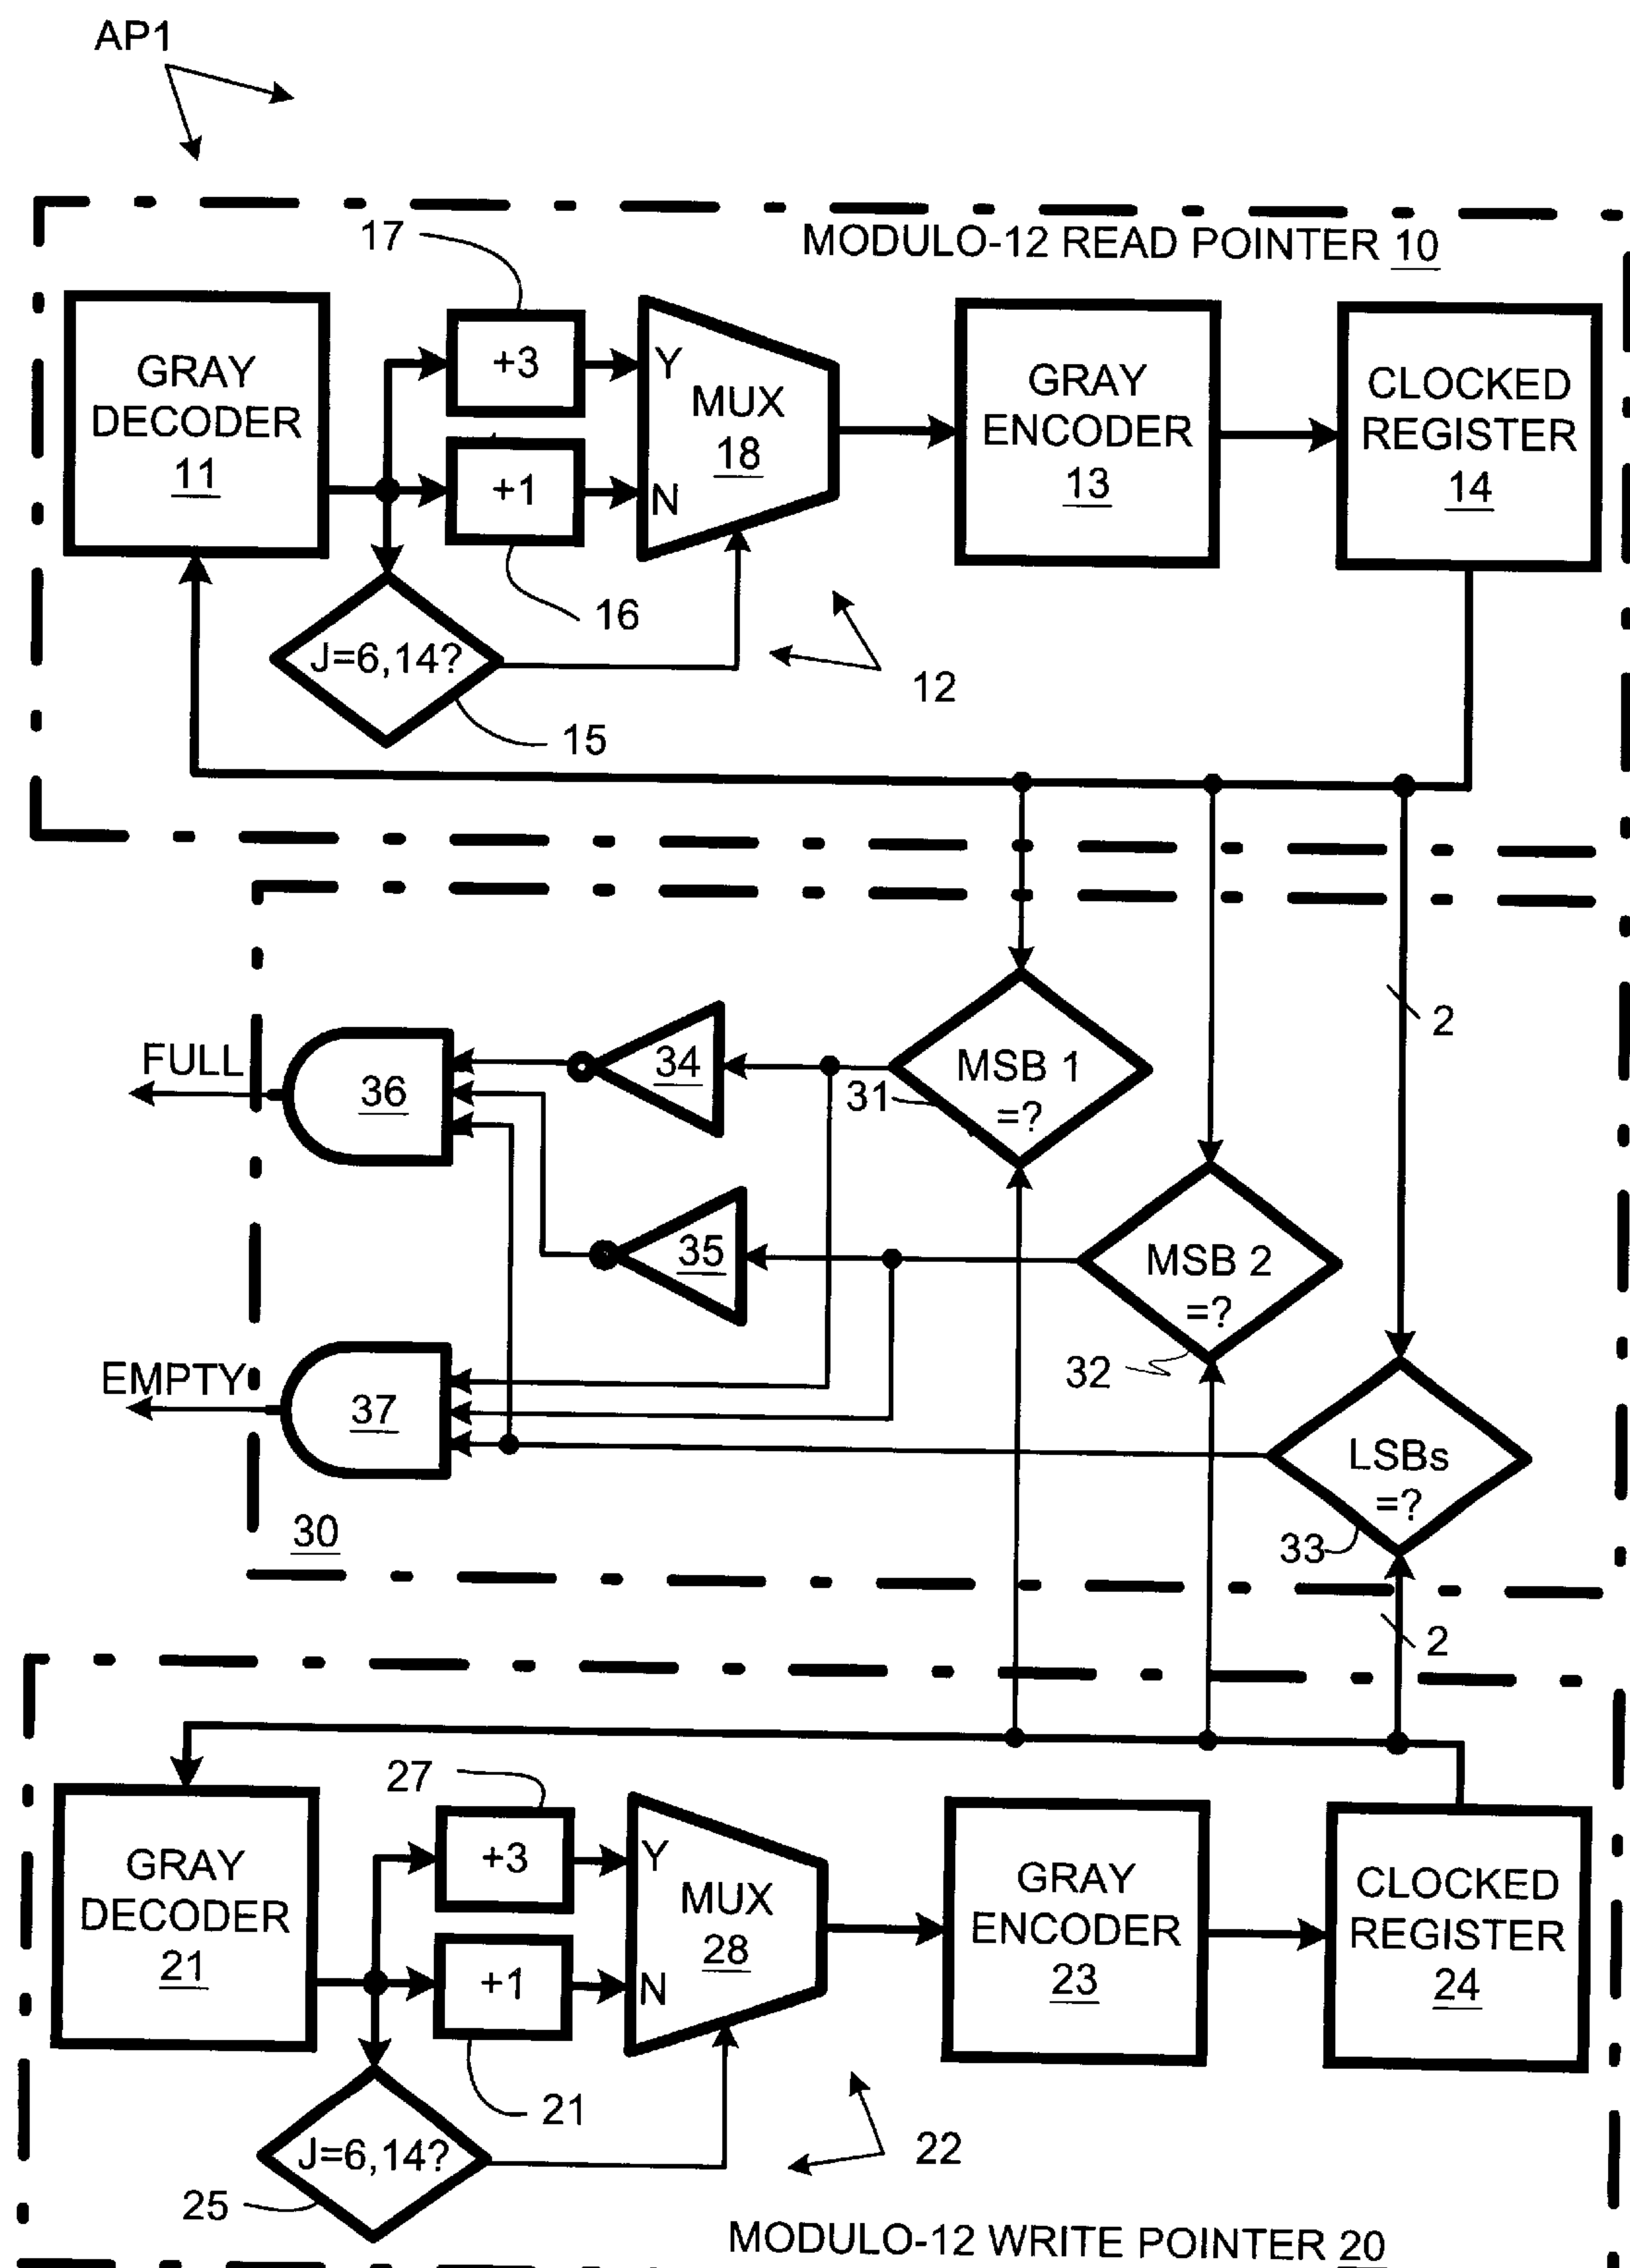 AP1
17
MODULO-12 READ POINTER 10
GRAY
DECODER
11
+3
+1
Y
N
MUX
18
GRAY
ENCODER
13
CLOCKED
REGISTER
14
16
J=6,14?
15
12
2
FULL
36
34
MSB 1
=?
31
35
MSB 2
=?
32
EMPTY
37
LSBs
=?
33
30
2
27
GRAY
DECODER
21
+3
+1
Y
N
MUX
28
GRAY
ENCODER
23
CLOCKED
REGISTER
24
21
J=6,14?
25
22
MODULO-12 WRITE POINTER 20